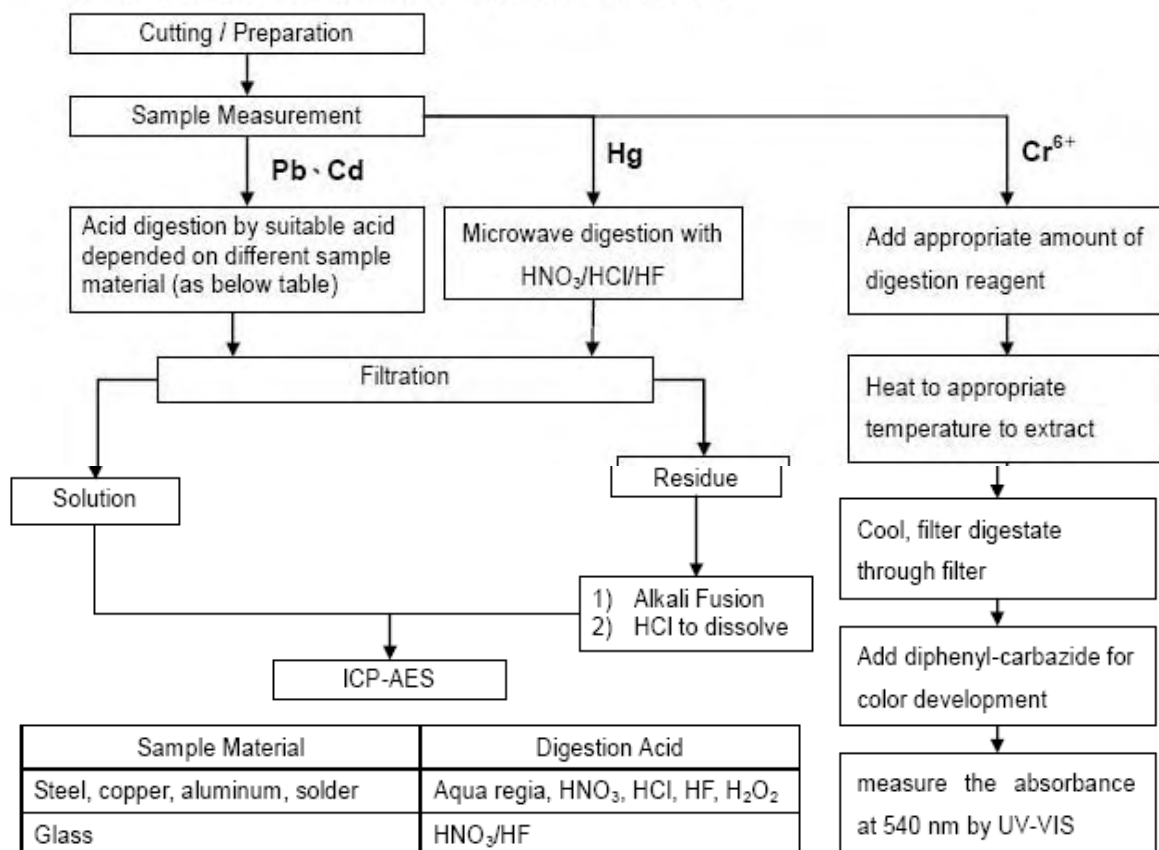 Cutting / Preparation
Sample Measurement
Pb、Cd
Hg
Cr⁶⁺
Acid digestion by suitable acid
depended on different sample
material (as below table)
Microwave digestion with
HNO₃/HCl/HF
Add appropriate amount of
digestion reagent
Filtration
Heat to appropriate
temperature to extract
Solution
Residue
Cool, filter digestate
through filter
1) Alkali Fusion
2) HCl to dissolve
ICP-AES
Add diphenyl-carbazide for
color development
measure the absorbance
at 540 nm by UV-VIS
Sample Material Digestion Acid
Steel, copper, aluminum, solder Aqua regia, HNO₃, HCl, HF, H₂O₂
Glass HNO₃/HF